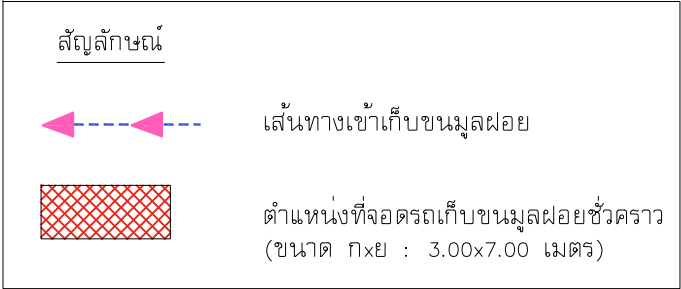 สัญลักษณ์
เส้นทางเข้าเก็บขนมูลฝอย
ตำแหน่งที่จอดรถเก็บขนมูลฝอยชั่วคราว
(ขนาด กxย : 3.00x7.00 เมตร)